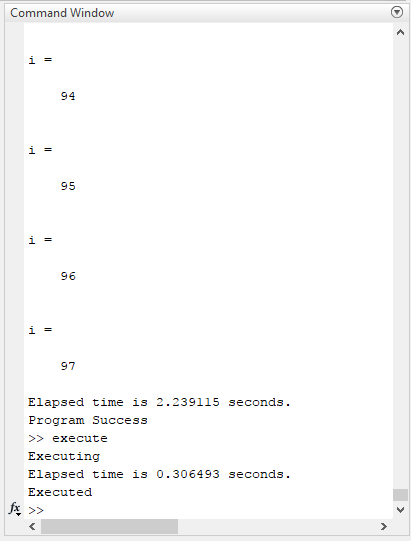 Command Window
i =
94
i =
95
i =
96
i =
97
Elapsed time is 2.239115 seconds.
Program Success
>> execute
Executing
Elapsed time is 0.306493 seconds.
Executed
fx >>